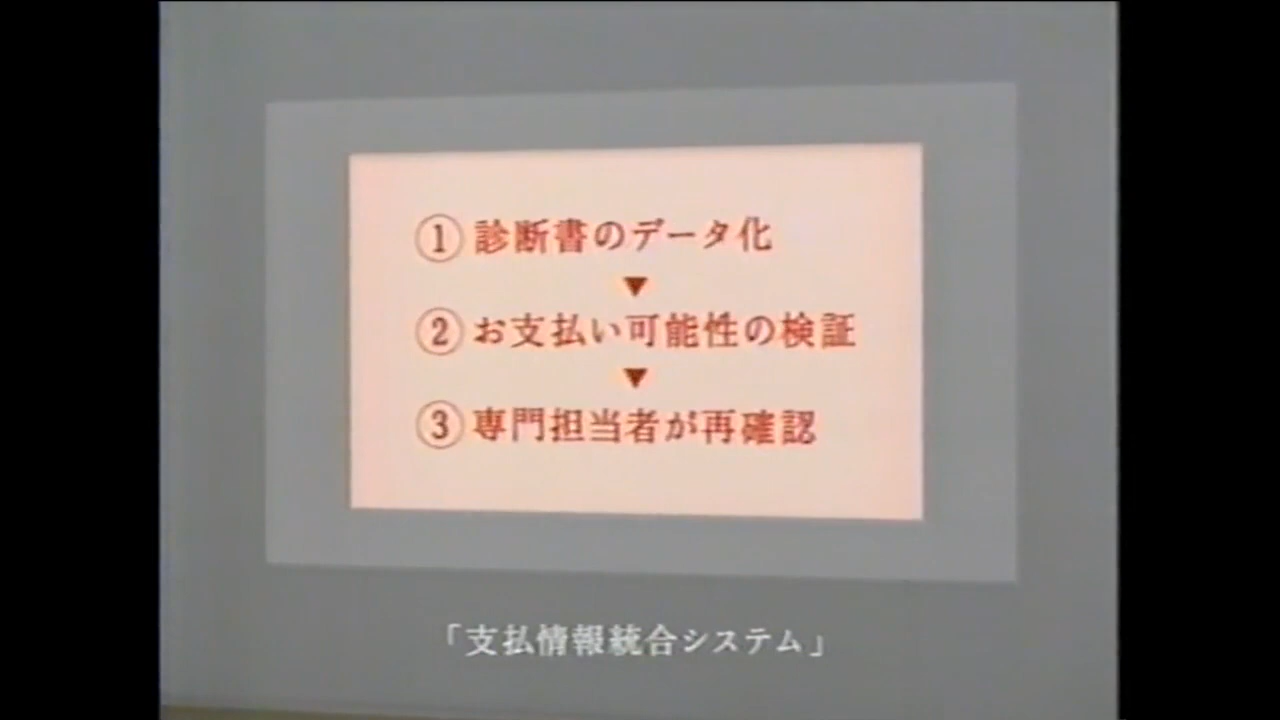 ①診断書のデータ化
▼
②お支払い可能性の検証
▼
③専門担当者が再確認
「支払情報統合システム」